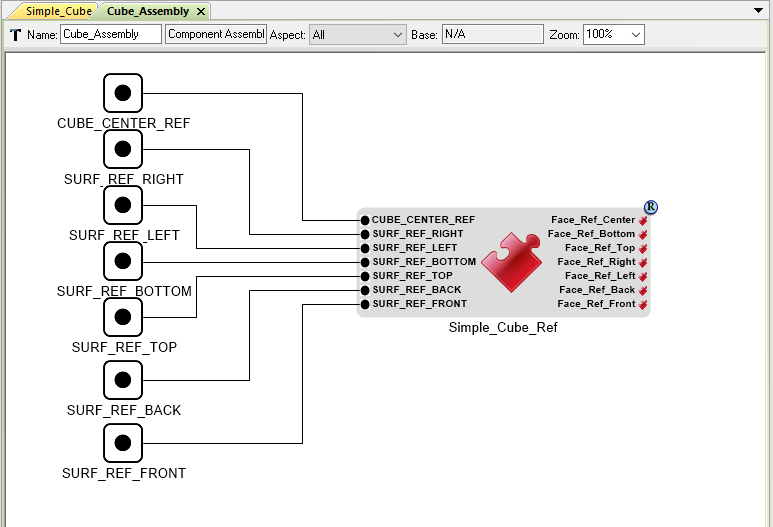 Simple_Cube Cube_Assembly
Name: Cube_Assembly Component Assembl Aspect: All Base: N/A Zoom: 100%
CUBE_CENTER_REF
SURF_REF_RIGHT
SURF_REF_LEFT
SURF_REF_BOTTOM
SURF_REF_TOP
SURF_REF_BACK
SURF_REF_FRONT
R
CUBE_CENTER_REF Face_Ref_Center
SURF_REF_RIGHT Face_Ref_Bottom
SURF_REF_LEFT Face_Ref_Top
SURF_REF_BOTTOM Face_Ref_Right
SURF_REF_TOP Face_Ref_Left
SURF_REF_BACK Face_Ref_Back
SURF_REF_FRONT Face_Ref_Front
Simple_Cube_Ref